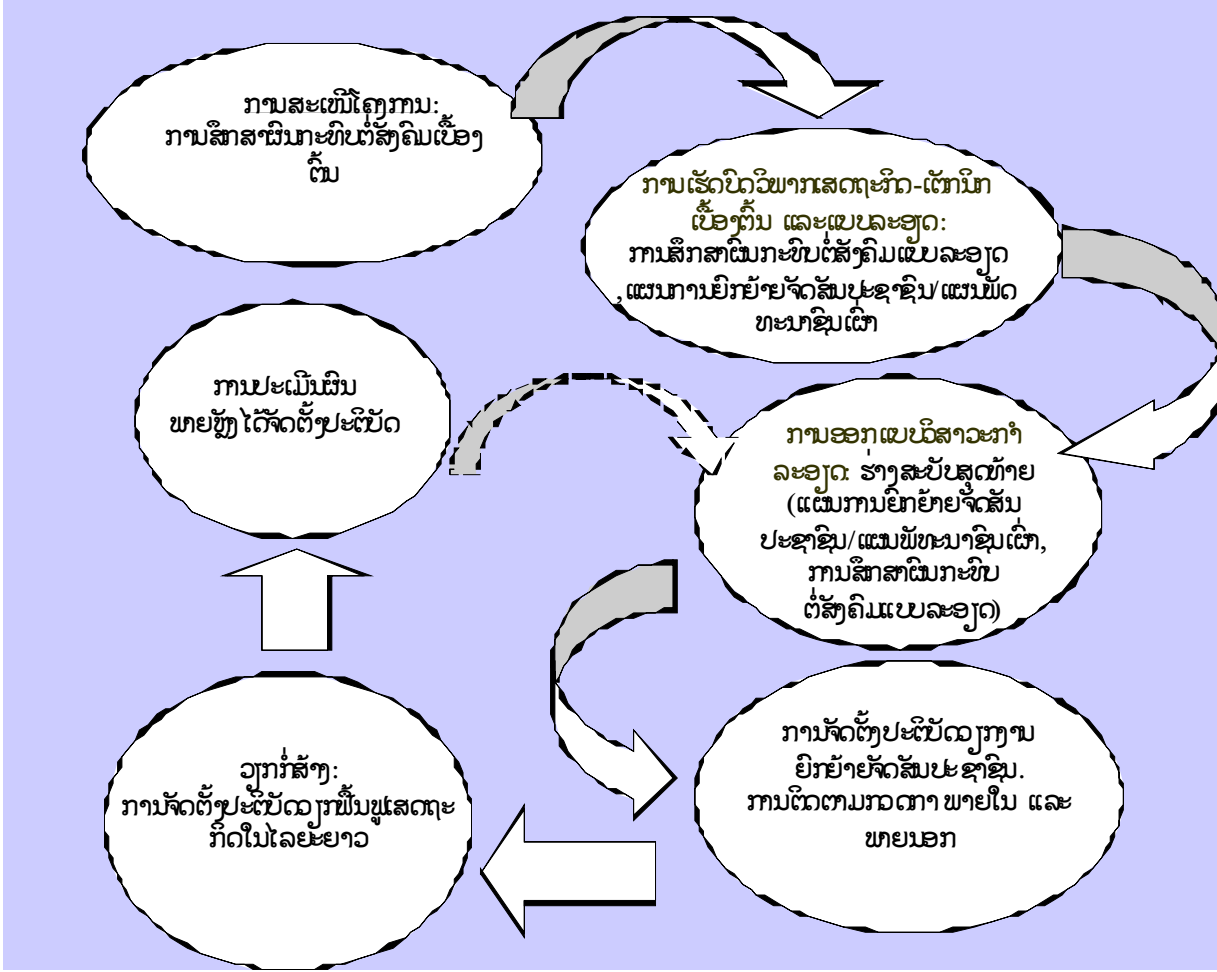 ການສະເໜີໂຄງການ:
ການສຶກສາຜົນກະທົບຕໍ່ສັງຄົມເບື້ອງ
ຕົ້ນ
ການເຮັດບົດວິພາກເສດຖະກິດ-ເຕັກນິກ
ເບື້ອງຕົ້ນ ແລະແບບລະອຽດ:
ການສຶກສາຜົນກະທົບຕໍ່ສັງຄົມແບບລະອຽດ
,ແຜນການຍົກຍ້າຍຈັດສັນປະຊາຊົນ/ແຜນພັດ
ທະນາຊົນເຜົ່າ
ການອອກແບບວິສາວະກຳ
ລະອຽດ: ຮ່າງສະບັບສຸດທ້າຍ
(ແຜນການຍົກຍ້າຍຈັດສັນ
ປະຊາຊົນ/ແຜນພັທະນາຊົນເຜົ່າ,
ການສຶກສາຜົນກະທົບ
ຕໍ່ສັງຄົມແບບລະອຽດ)
ການຈັດຕັ້ງປະຕິບັດວຽກງານ
ຍົກຍ້າຍຈັດສັນປະຊາຊົນ.
ການຕິດຕາມກວດກາ ພາຍໃນ ແລະ
ພາຍນອກ
ວຽກກໍ່ສ້າງ:
ການຈັດຕັ້ງປະຕິບັດວຽກຟື້ນຟູເສດຖະ
ກິດໃນໄລຍະຍາວ
ການປະເມີນຜົນ
ພາຍຫຼັງ ໄດ້ຈັດຕັ້ງປະຕິບັດ